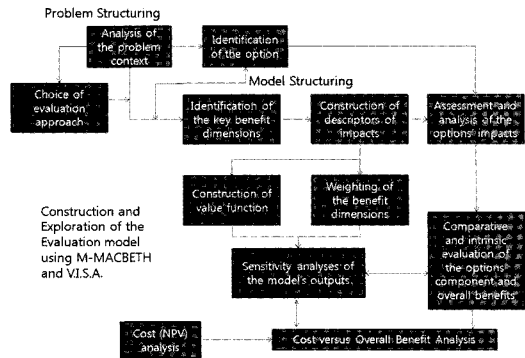 Problem Structuring
Analysis of
the problem
context
Identification
of the option
Choice of
evaluation
approach
Model Structuring
Identification of
the key benefit
dimensions
Construction of
descriptors of
impacts
Assessment and
analysis of the
options' impacts
Construction of
value function
Weighting of
the benefit
dimensions
Construction and
Exploration of the
Evaluation model
using M-MACBETH
and V.I.S.A.
Sensitivity analyses of
the model's outputs
Comparative
and intrinsic
evaluation of
the options
component and
overall benefits
Cost (NPV)
analysis
Cost versus Overall Benefit Analysis